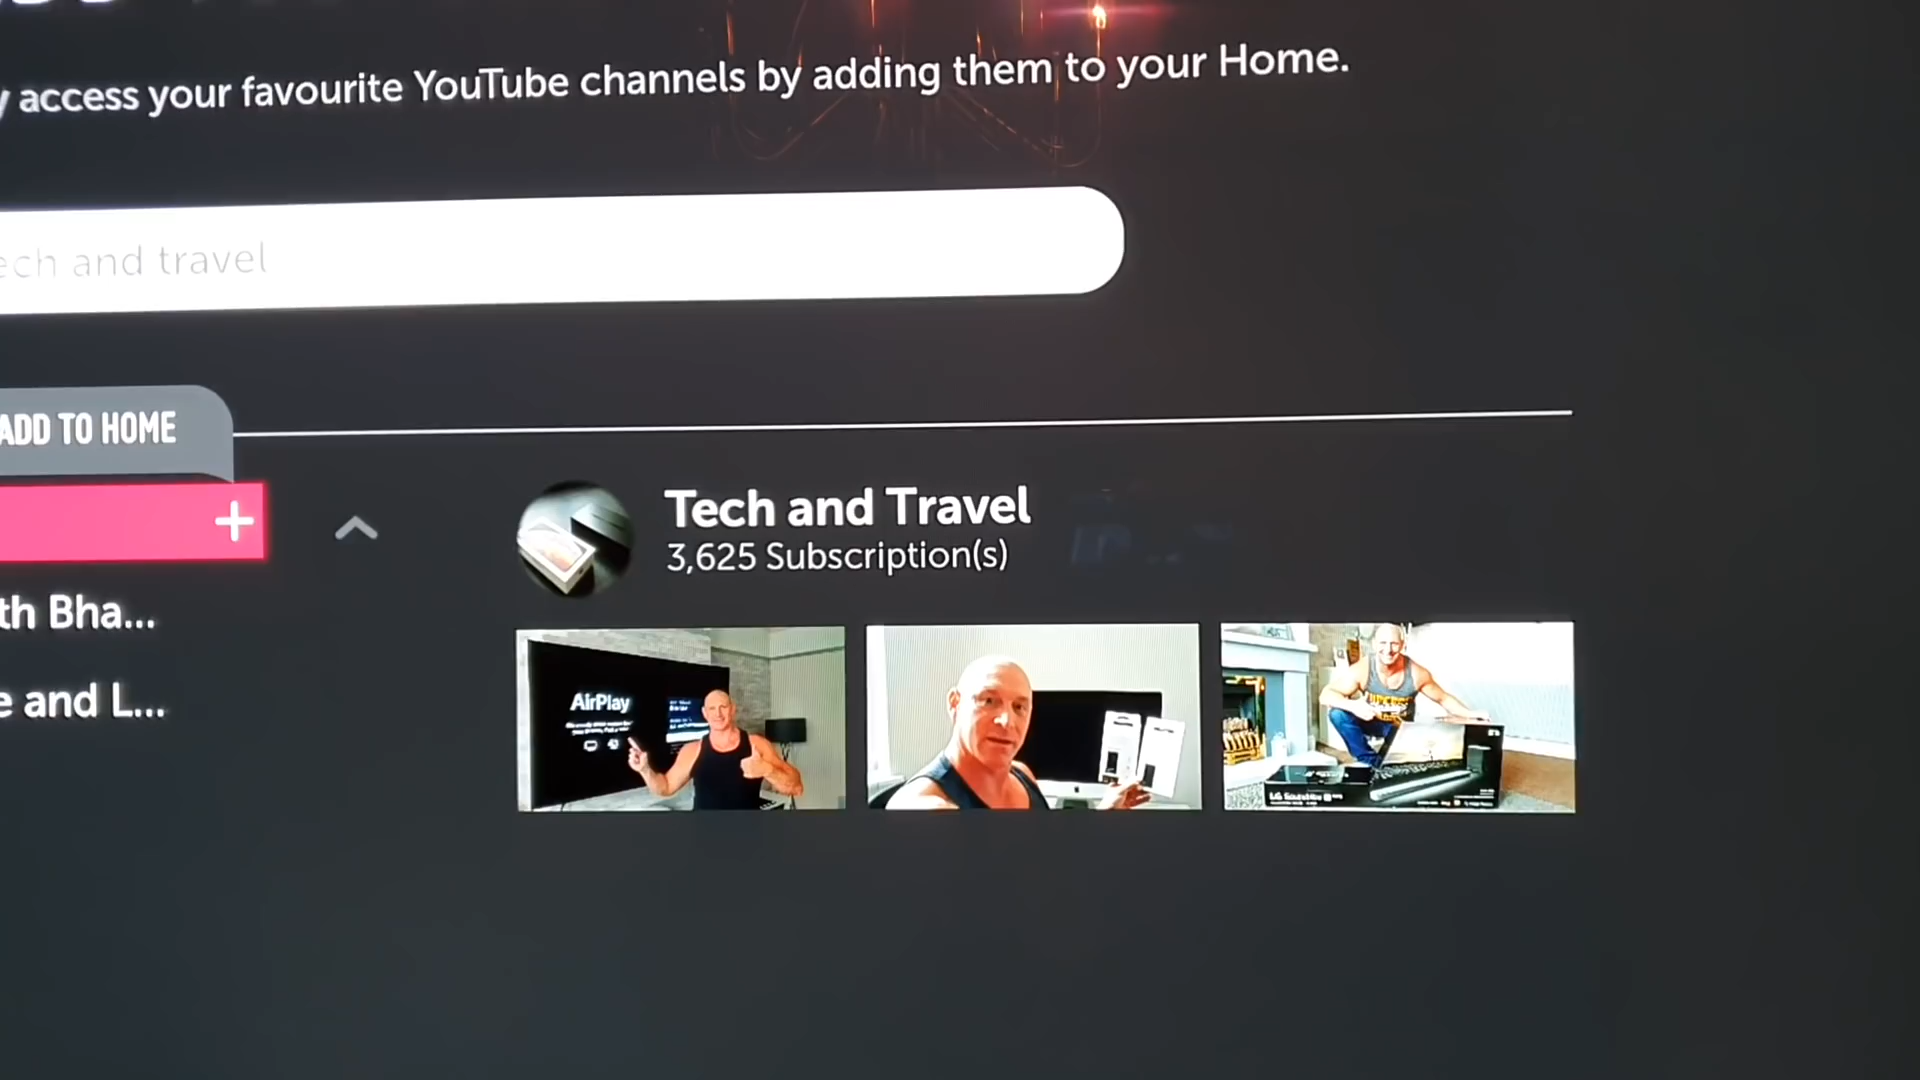 access your favourite YouTube channels by adding them to your Home.
ech and travel
ADD TO HOME
+
Tech and Travel
3,625 Subscription(s)
th Bha...
e and L...
AirPlay